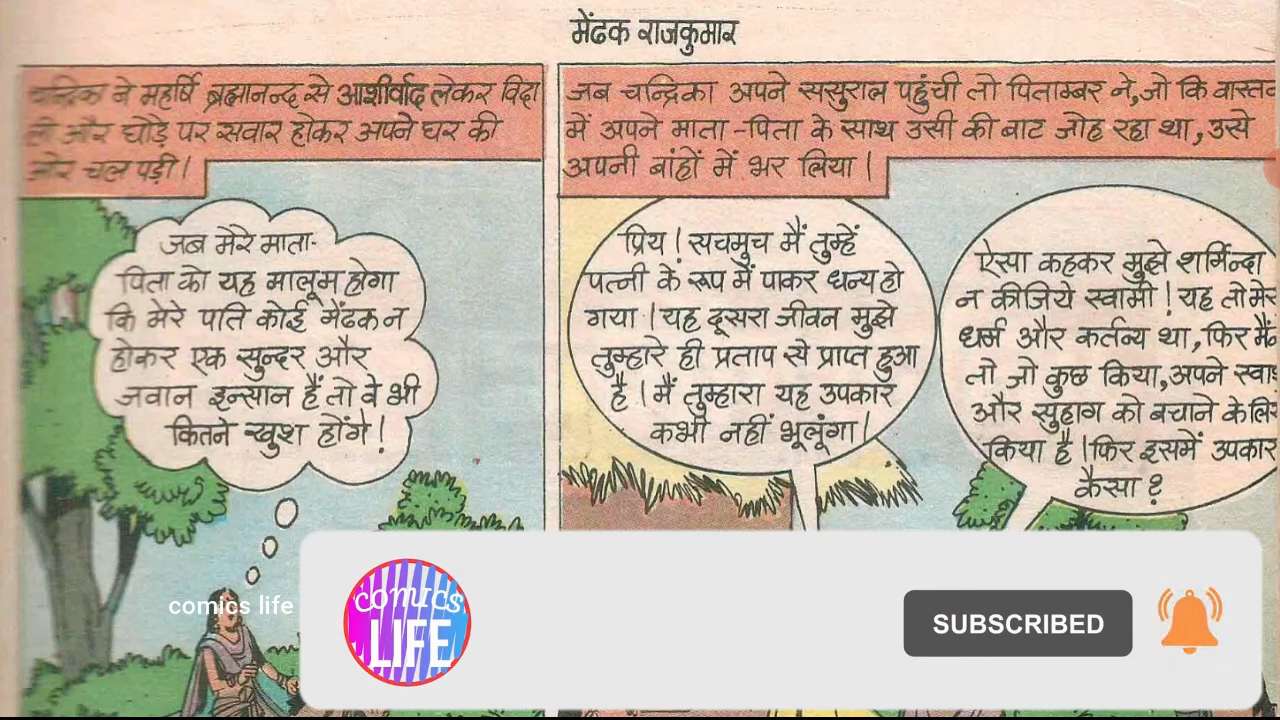 मेंढक राजकुमार
चन्द्रिका ने महर्षि ब्रह्मानन्द से आशीर्वाद लेकर विदा
ली और घोड़े पर सवार होकर अपने घर की
ओर चल पड़ी।
जब मेरे माता-
पिता को यह मालूम होगा
कि मेरे पति कोई मेंढक न
होकर एक सुन्दर और
जवान इन्सान हैं तो वे भी
कितने खुश होंगे!
जब चन्द्रिका अपने ससुराल पहुंची तो पिताम्बर ने, जो कि वास्तव
में अपने माता-पिता के साथ उसी की बाट जोह रहा था, उसे
अपनी बांहों में भर लिया।
प्रिय! सचमुच मैं तुम्हें
पत्नी के रूप में पाकर धन्य हो
गया। यह दूसरा जीवन मुझे
तुम्हारे ही प्रताप से प्राप्त हुआ
है। मैं तुम्हारा यह उपकार
कभी नहीं भूलूंगा।
ऐसा कहकर मुझे शर्मिन्दा
न कीजिये स्वामी! यह तो मेर
धर्म और कर्तव्य था, फिर मैं
तो जो कुछ किया, अपने
और सुहाग को बचाने के
किया है। फिर इसमें उपकार
कैसा?
comics life
comics
LIFE
SUBSCRIBED